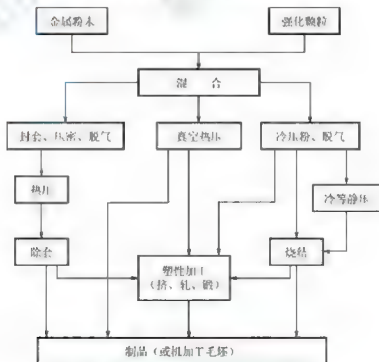 金属粉末
强化颗粒
混 合
封套、压密、脱气
真空热压
冷压粉、脱气
热压
冷等静压
除套
塑性加工
（挤、轧、锻）
烧结
制品（或机加工毛坯）